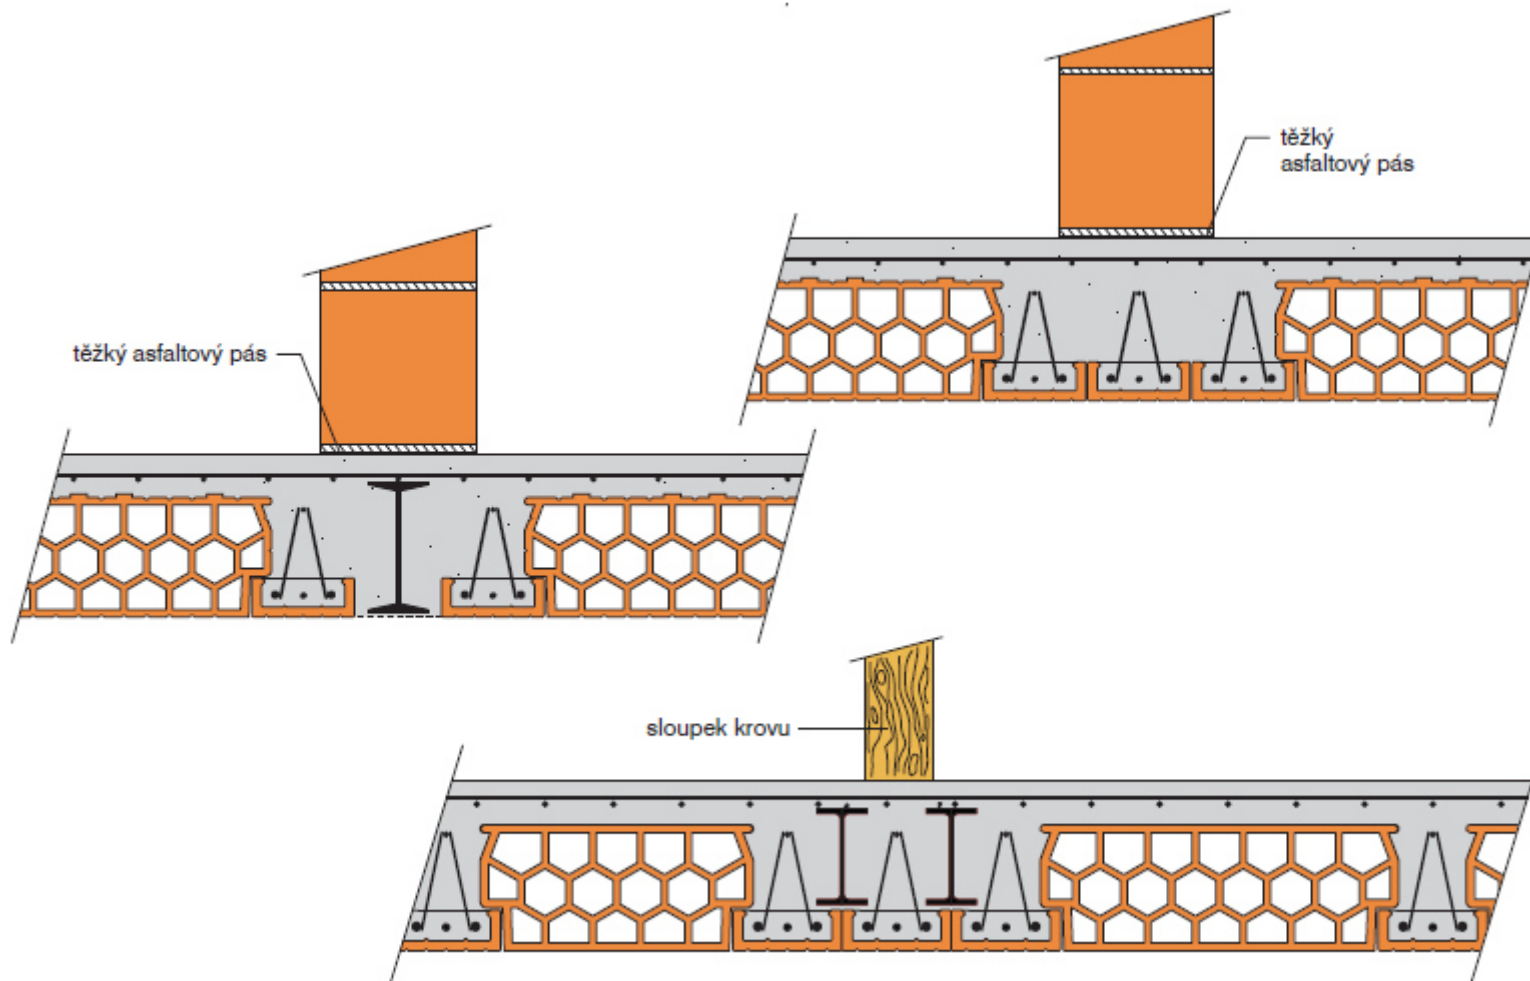 těžký
asfaltový pás
těžký asfaltový pás
sloupek krovu